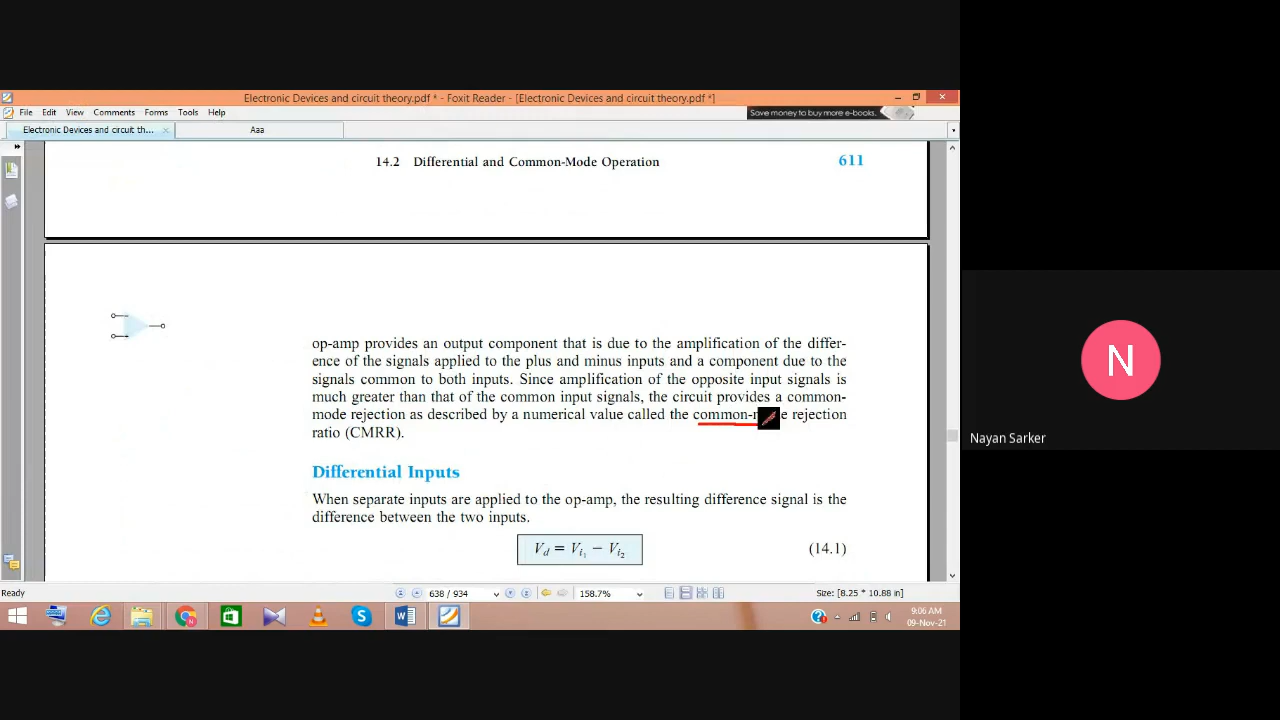 Electronic Devices and circuit theory.pdf * - Foxit Reader - [Electronic Devices and circuit theory.pdf *]
File Edit View Comments Forms Tools Help
Save money to buy more e-books.
Electronic Devices and circuit th... Aaa
14.2 Differential and Common-Mode Operation 611
op-amp provides an output component that is due to the amplification of the differ-
ence of the signals applied to the plus and minus inputs and a component due to the
signals common to both inputs. Since amplification of the opposite input signals is
much greater than that of the common input signals, the circuit provides a common-
mode rejection as described by a numerical value called the common- rejection
ratio (CMRR).
Differential Inputs
When separate inputs are applied to the op-amp, the resulting difference signal is the
difference between the two inputs.
Vd = Vi1 − Vi2 (14.1)
N
Nayan Sarker
Ready 638 / 934 158.7% Size: [8.25 * 10.88 in]
9:06 AM
09-Nov-21